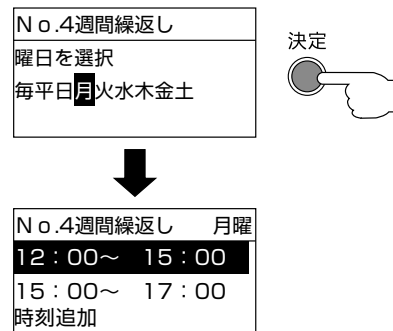 Ｎｏ.4週間繰返し
曜日を選択
毎平日月火水木金土
決定
Ｎｏ.4週間繰返し　月曜
12：00～　15：00
15：00～　17：00
時刻追加